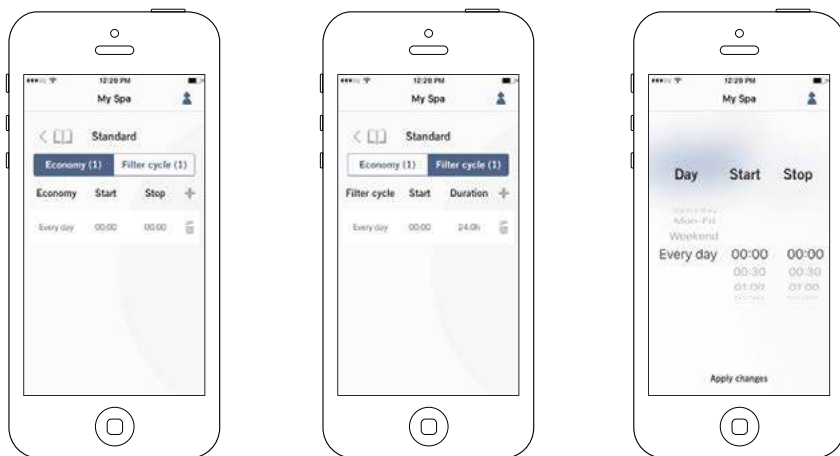 12:29 PM
My Spa
Standard
Economy (1) Filter cycle (1)
Economy Start Stop
Every day 00:00 00:00
12:29 PM
My Spa
Standard
Economy (1) Filter cycle (1)
Filter cycle Start Duration
Every day 00:00 24.0h
12:29 PM
My Spa
Day Start Stop
Saturday
Mon-Fri
Weekend
Every day 00:00 00:00
00:30 00:30
01:00 01:00
Apply changes